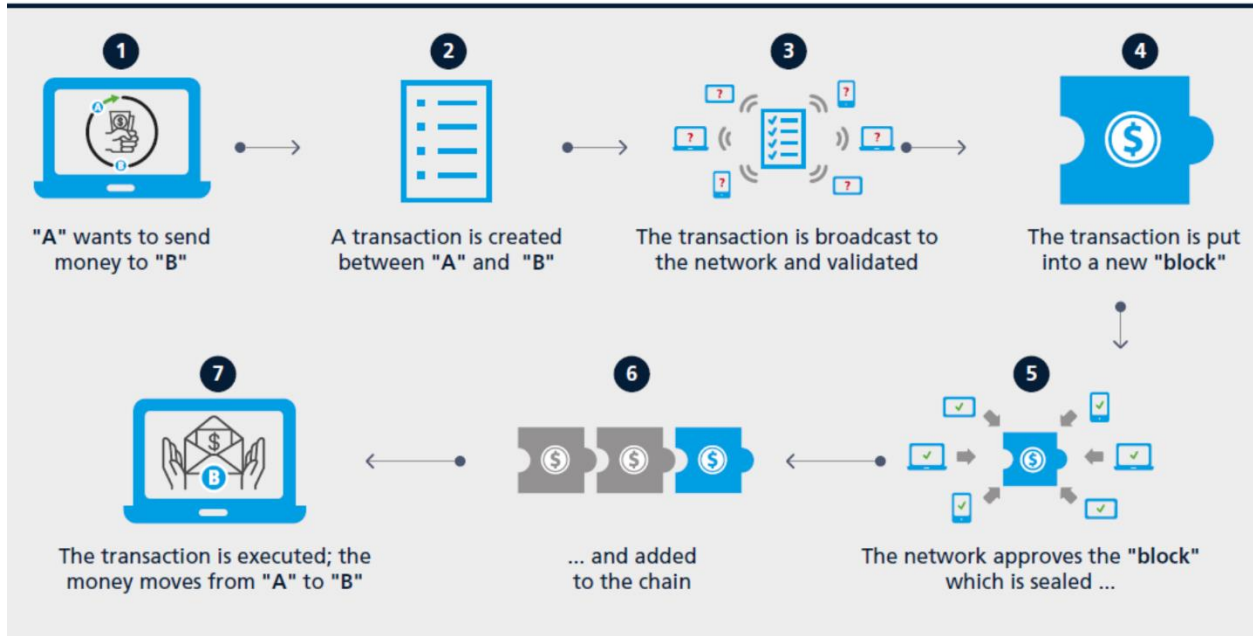 1
2
3
4
A
$
B
?
?
?
?
?
?
$
"A" wants to send
money to "B"
A transaction is created
between "A" and "B"
The transaction is broadcast to
the network and validated
The transaction is put
into a new "block"
7
6
5
$
B
$
$
$
$
The transaction is executed; the
money moves from "A" to "B"
... and added
to the chain
The network approves the "block"
which is sealed ...